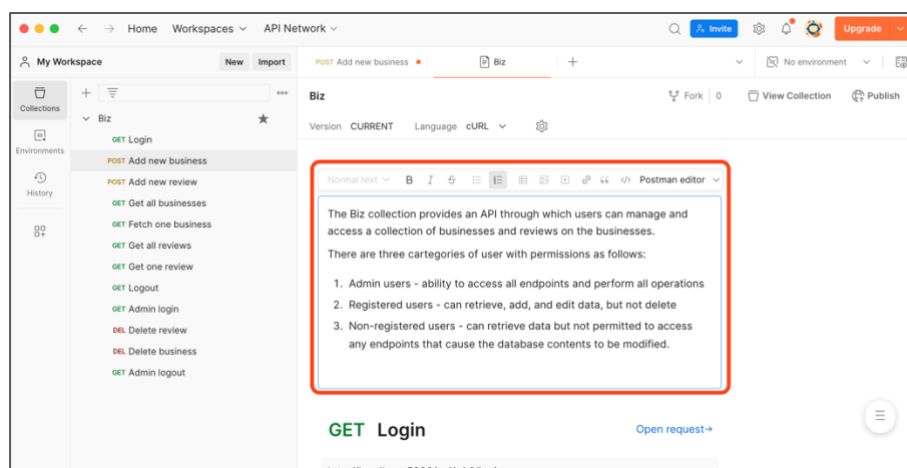 Home Workspaces API Network Invite Upgrade
My Workspace New Import POST Add new business Biz No environment
Collections
Environments
History
Biz
GET Login
POST Add new business
POST Add new review
GET Get all businesses
GET Fetch one business
GET Get all reviews
GET Get one review
GET Logout
GET Admin login
DEL Delete review
DEL Delete business
GET Admin logout
Biz Fork 0 View Collection Publish
Version CURRENT Language cURL
Normal text B I S Postman editor
The Biz collection provides an API through which users can manage and
access a collection of businesses and reviews on the businesses.
There are three cartegories of user with permissions as follows:
1. Admin users - ability to access all endpoints and perform all operations
2. Registered users - can retrieve, add, and edit data, but not delete
3. Non-registered users - can retrieve data but not permitted to access
any endpoints that cause the database contents to be modified.
GET Login Open request→